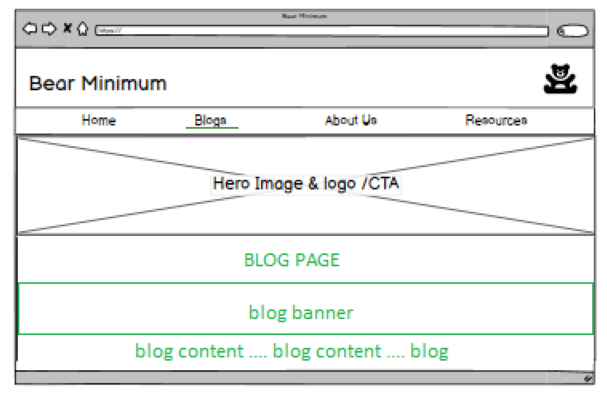 Bear Minimum
https://
Bear Minimum
Home Blogs About Us Resources
Hero Image & logo /CTA
BLOG PAGE
blog banner
blog content .... blog content .... blog